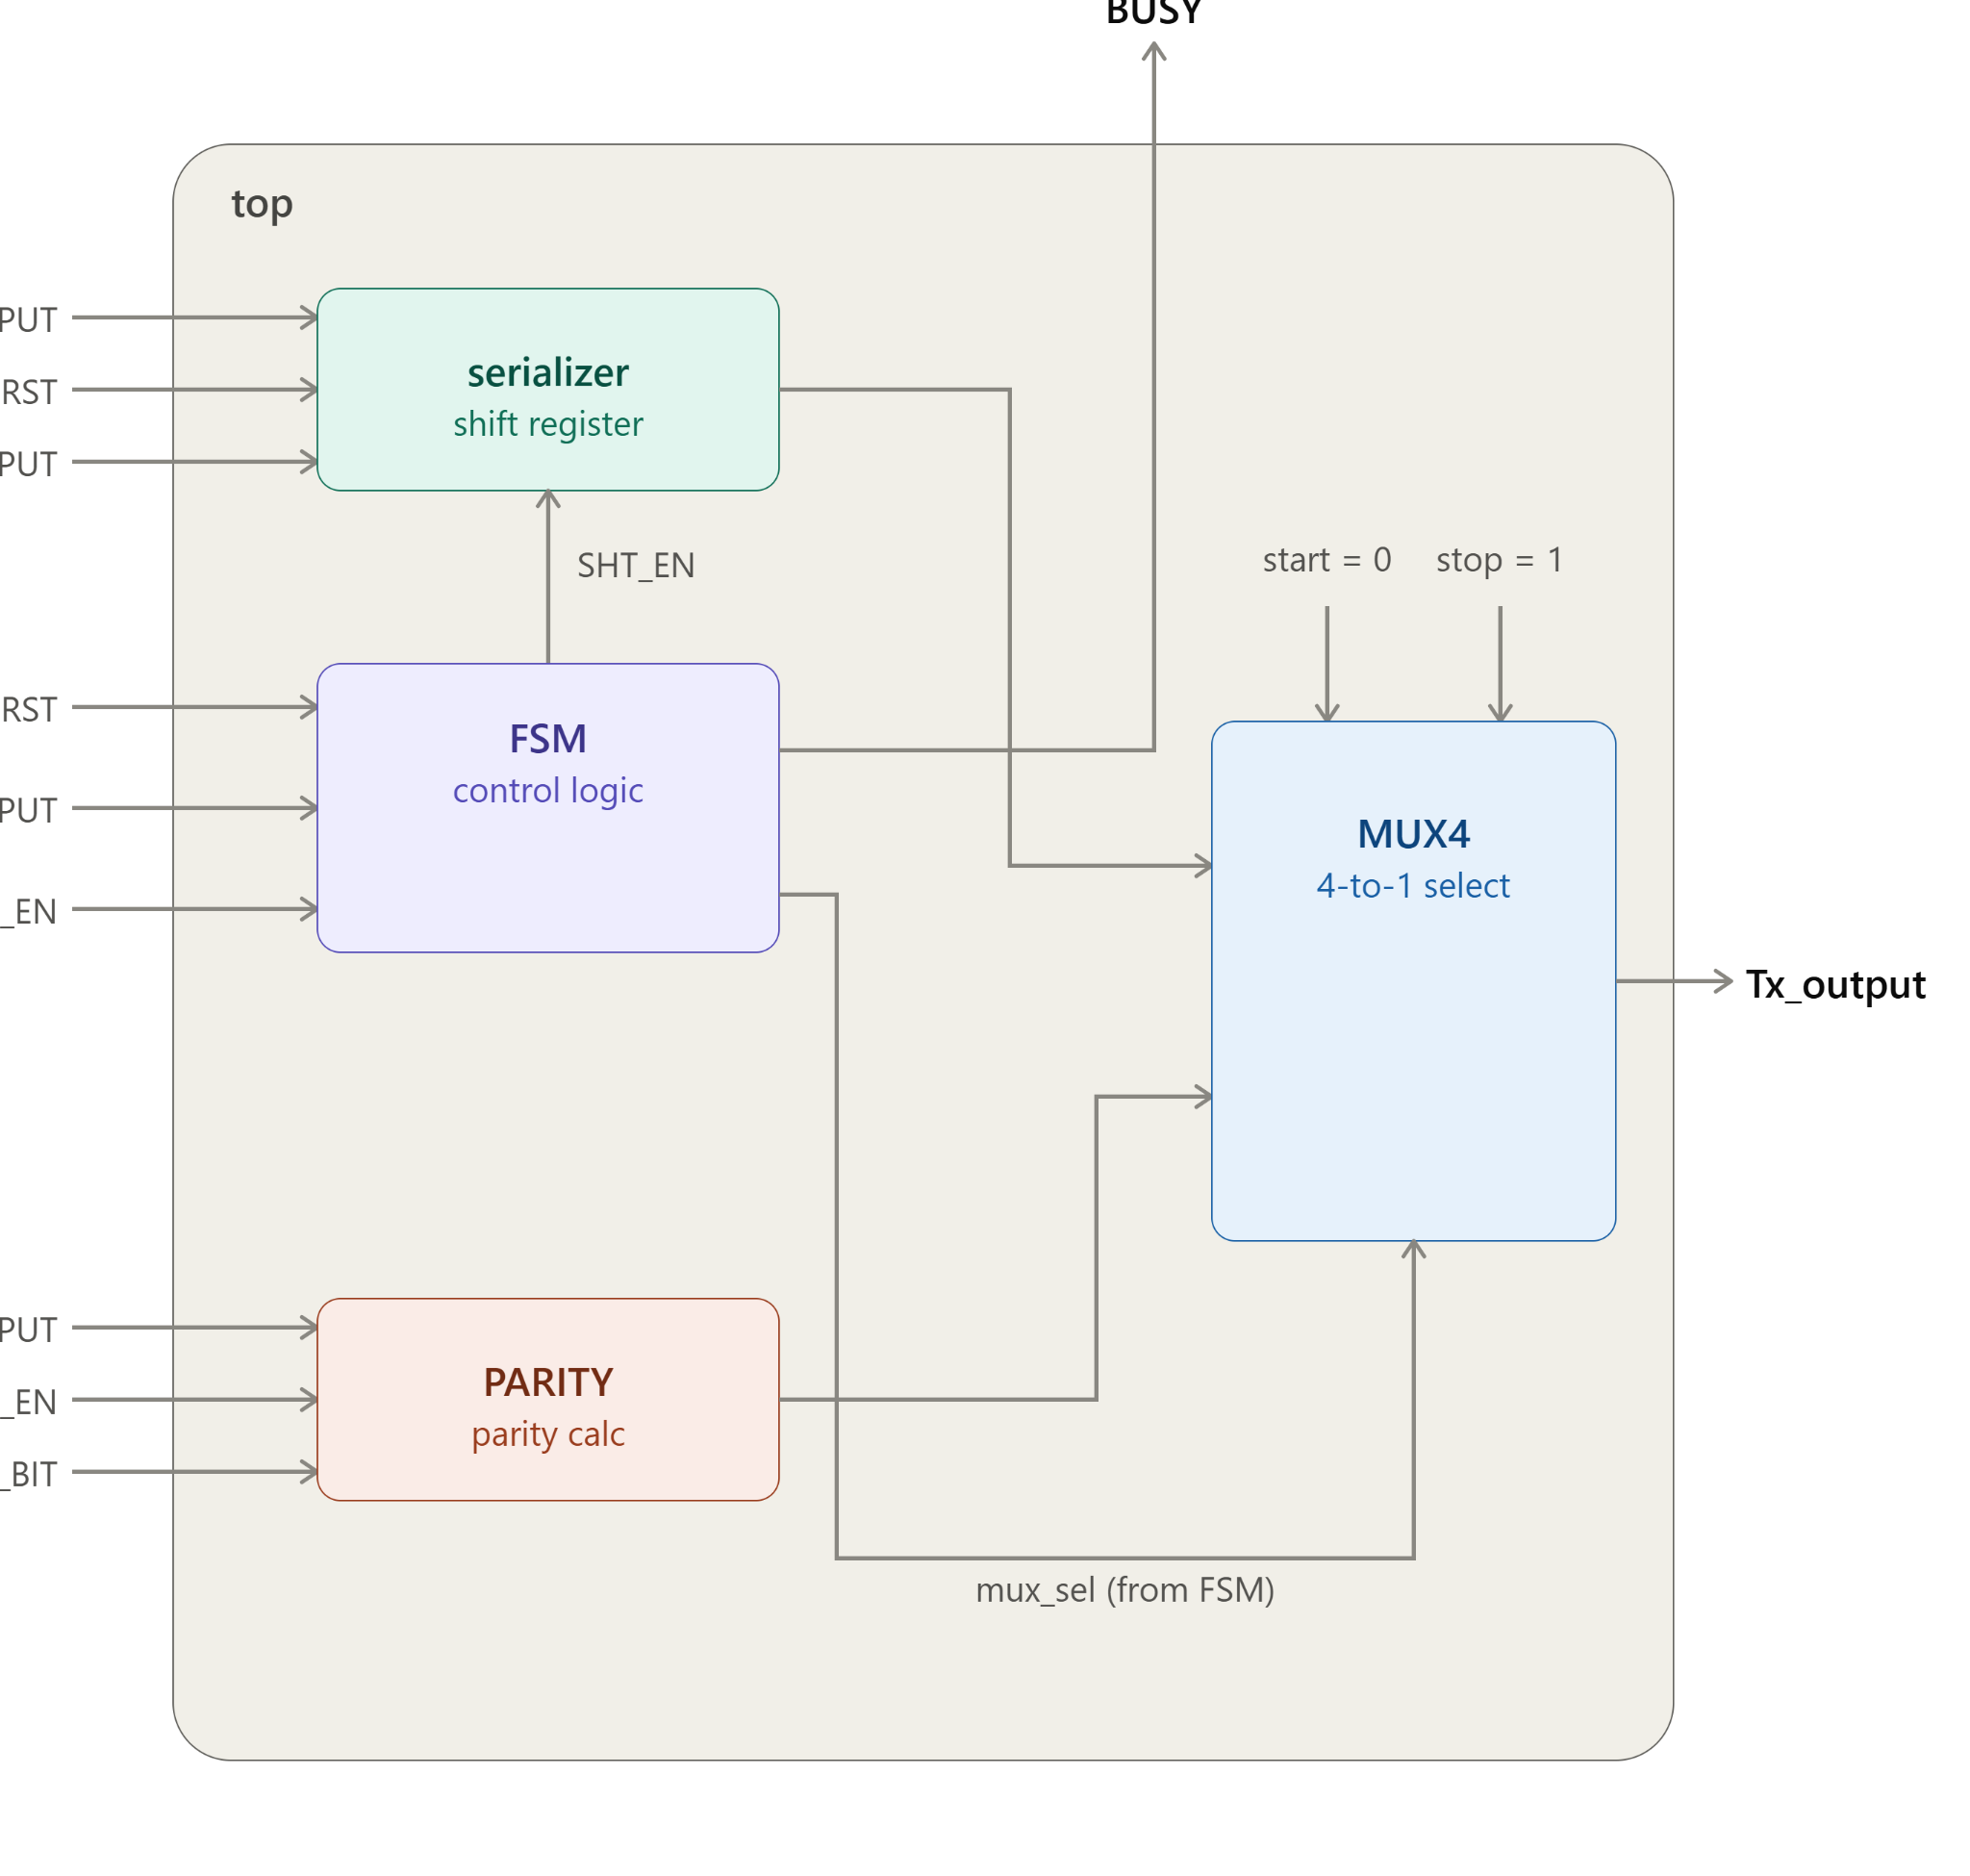 BUSY
top
PUT
serializer
RST
shift register
PUT
start = 0 stop = 1
SHT_EN
RST
FSM
control logic
PUT
MUX4
4-to-1 select
_EN
Tx_output
PUT
PARITY
_EN
parity calc
_BIT
mux_sel (from FSM)